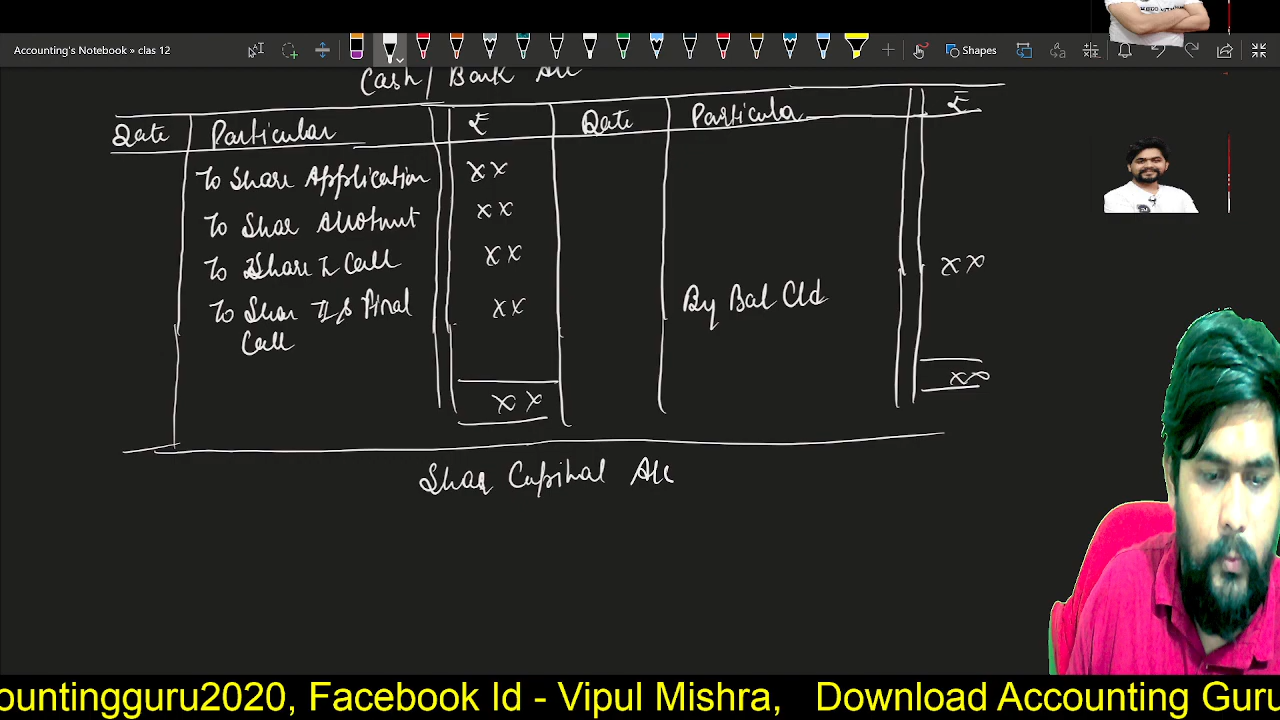 Accounting's Notebook » clas 12
Shapes
Cash/Bank A/c
Date Particular ₹ Date Particular ₹
To Share Application xx
To Share Allotment xx
To Share I Call xx
xx
To Share II & Final xx By Bal C/d
Call
xx
xx
Share Capital A/c
ountingguru2020, Facebook Id - Vipul Mishra, Download Accounting Guru